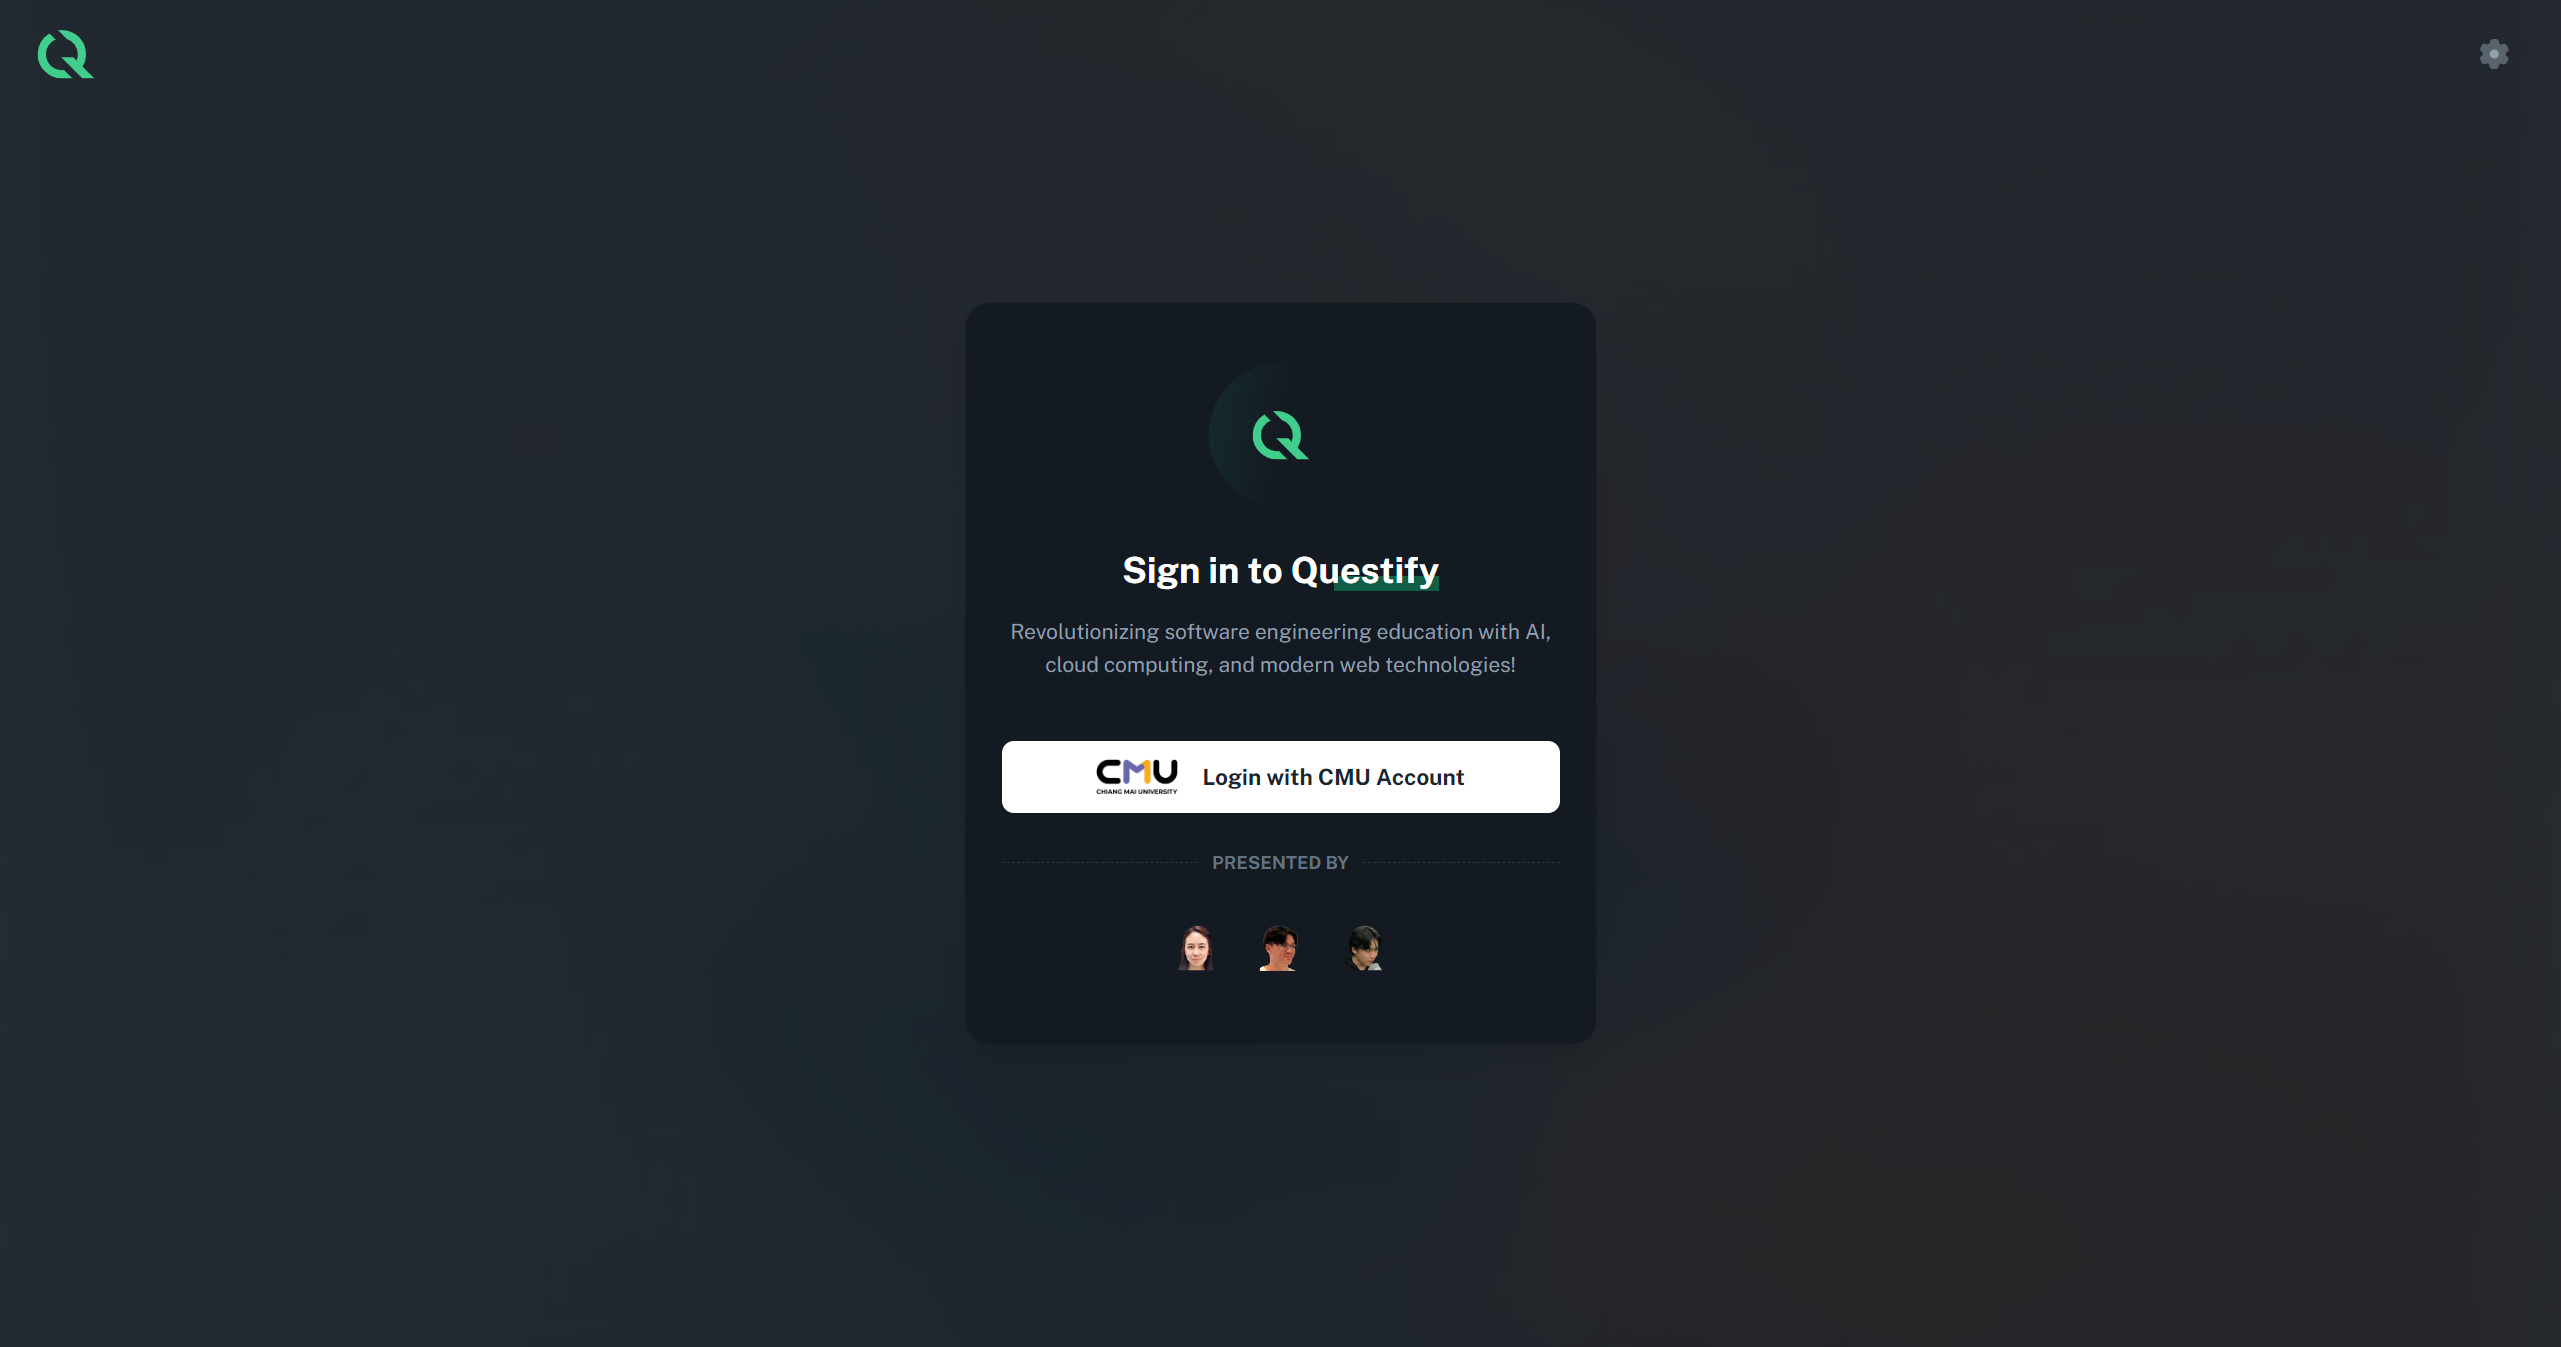 Sign in to Questify
Revolutionizing software engineering education with AI,
cloud computing, and modern web technologies!
CMU
CHIANG MAI UNIVERSITY
Login with CMU Account
PRESENTED BY